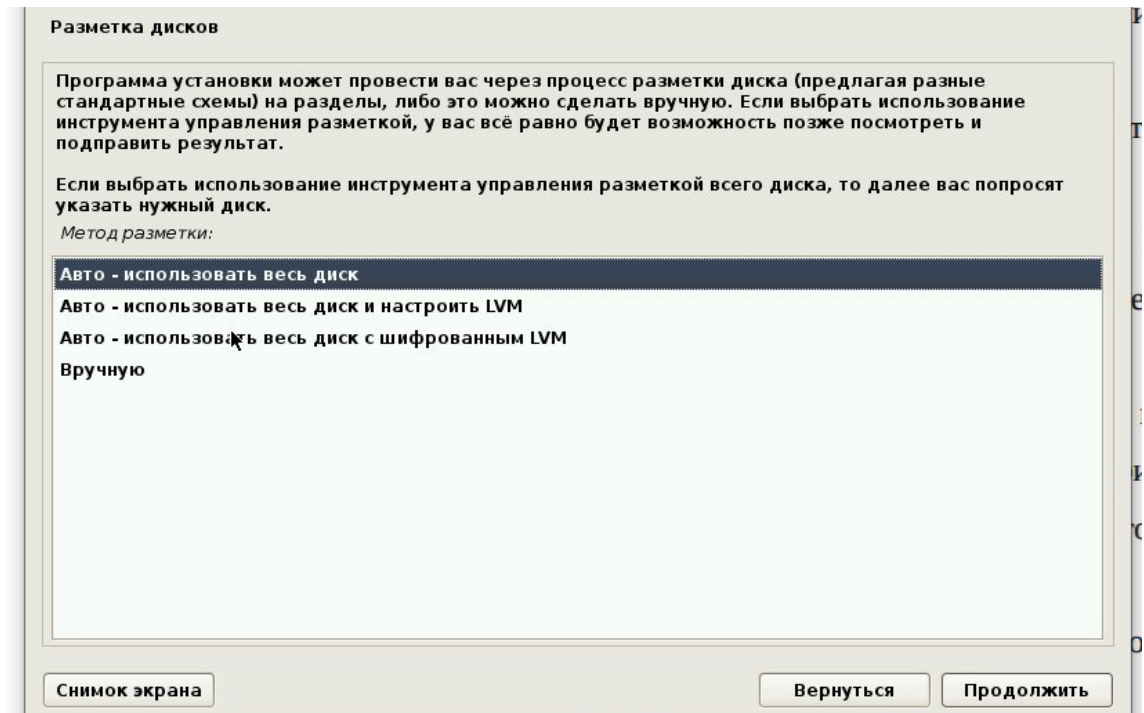 Разметка дисков
Программа установки может провести вас через процесс разметки диска (предлагая разные
стандартные схемы) на разделы, либо это можно сделать вручную. Если выбрать использование
инструмента управления разметкой, у вас всё равно будет возможность позже посмотреть и
подправить результат.
Если выбрать использование инструмента управления разметкой всего диска, то далее вас попросят
указать нужный диск.
Метод разметки:
Авто - использовать весь диск
Авто - использовать весь диск и настроить LVM
Авто - использовать весь диск с шифрованным LVM
Вручную
Снимок экрана
Вернуться
Продолжить